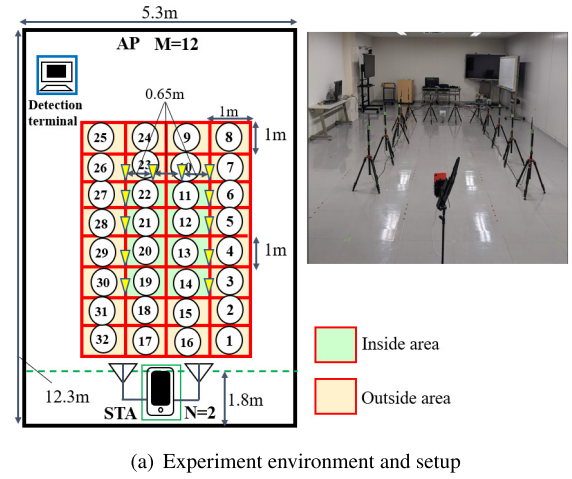 5.3m
AP M=12
0.65m
1m
Detection
terminal
25 24 9 8
1m
26 23 10 7
27 22 11 6
28 21 12 5
29 20 13 4
1m
30 19 14 3
31 18 15 2
32 17 16 1
Inside area
12.3m
STA N=2
1.8m
Outside area
(a) Experiment environment and setup